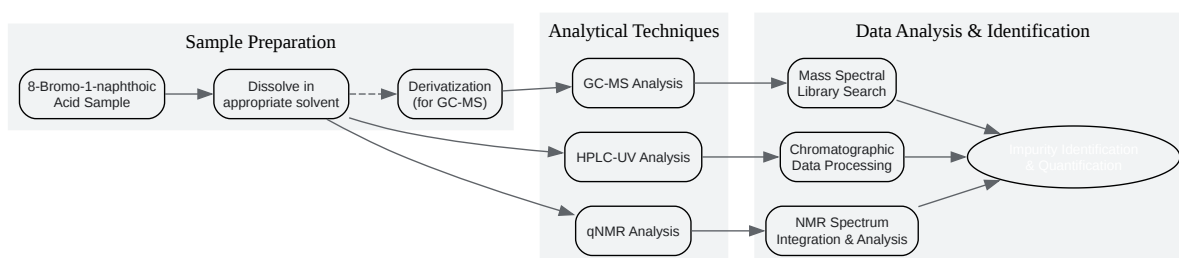 Sample Preparation
8-Bromo-1-naphthoic
Acid Sample
Dissolve in
appropriate solvent
Derivatization
(for GC-MS)
Analytical Techniques
GC-MS Analysis
HPLC-UV Analysis
qNMR Analysis
Data Analysis & Identification
Mass Spectral
Library Search
Chromatographic
Data Processing
NMR Spectrum
Integration & Analysis
Impurity Identification
& Quantification